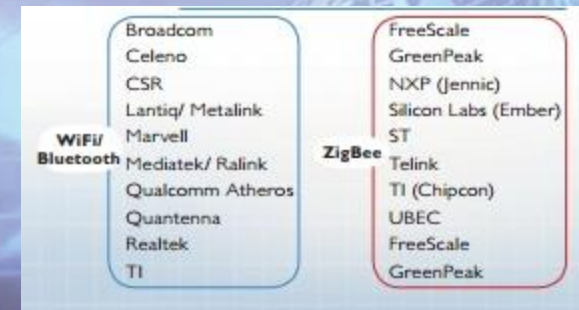 WiFi/
Bluetooth
Broadcom
Celeno
CSR
Lantiq/ Metalink
Marvell
Mediatek/ Ralink
Qualcomm Atheros
Quantenna
Realtek
TI
ZigBee
FreeScale
GreenPeak
NXP (Jennic)
Silicon Labs (Ember)
ST
Telink
TI (Chipcon)
UBEC
FreeScale
GreenPeak